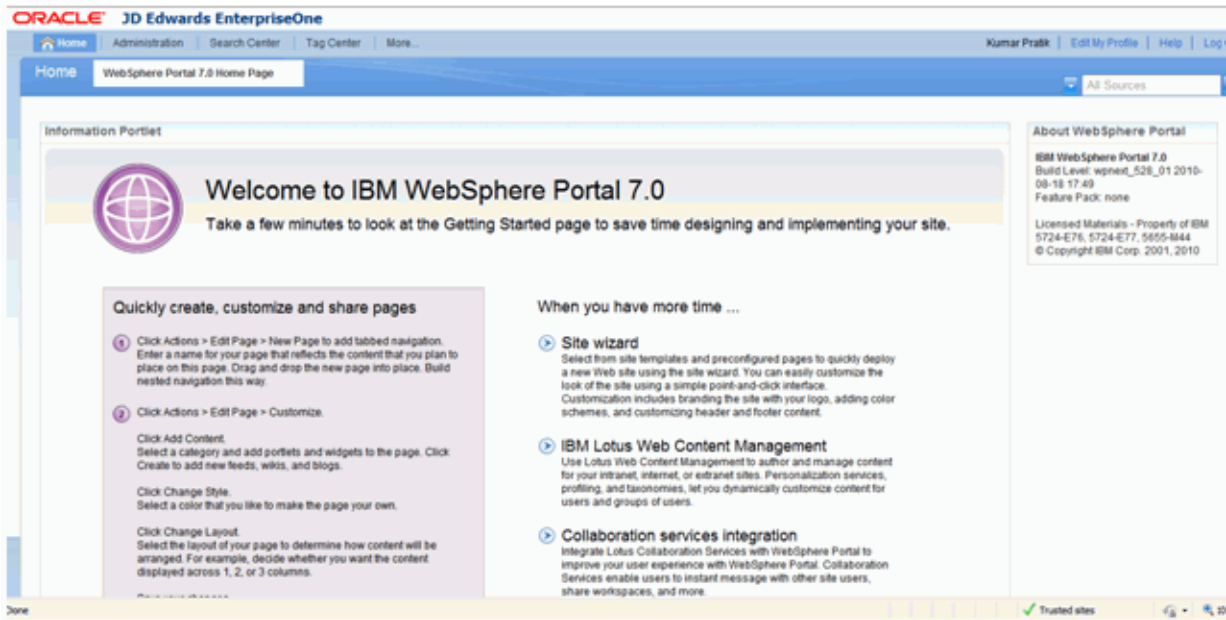 ORACLE JD Edwards EnterpriseOne
Home Administration Search Center Tag Center More...
Kumar Pratik Edit My Profile Help Log
Home WebSphere Portal 7.0 Home Page
All Sources
Information Portlet
Welcome to IBM WebSphere Portal 7.0
Take a few minutes to look at the Getting Started page to save time designing and implementing your site.
Quickly create, customize and share pages
1 Click Actions > Edit Page > New Page to add tabbed navigation.
Enter a name for your page that reflects the content that you plan to
place on this page. Drag and drop the new page into place. Build
nested navigation this way.
2 Click Actions > Edit Page > Customize.
Click Add Content.
Select a category and add portlets and widgets to the page. Click
Create to add new feeds, wikis, and blogs.
Click Change Style.
Select a color that you like to make the page your own.
Click Change Layout.
Select the layout of your page to determine how content will be
arranged. For example, decide whether you want the content
displayed across 1, 2, or 3 columns.
When you have more time ...
Site wizard
Select from site templates and preconfigured pages to quickly deploy
a new Web site using the site wizard. You can easily customize the
look of the site using a simple point-and-click interface.
Customization includes branding the site with your logo, adding color
schemes, and customizing header and footer content.
IBM Lotus Web Content Management
Use Lotus Web Content Management to author and manage content
for your intranet, internet, or extranet sites. Personalization services,
profiling, and taxonomies, let you dynamically customize content for
users and groups of users.
Collaboration services integration
Integrate Lotus Collaboration Services with WebSphere Portal to
improve your user experience with WebSphere Portal. Collaboration
Services enable users to instant message with other site users,
share workspaces, and more.
About WebSphere Portal
IBM WebSphere Portal 7.0
Build Level: wpnext_528_01 2010-
08-18 17:49
Feature Pack: none
Licensed Materials - Property of IBM
5724-E76, 5724-E77, 5655-M44
© Copyright IBM Corp. 2001, 2010
Done
Trusted sites